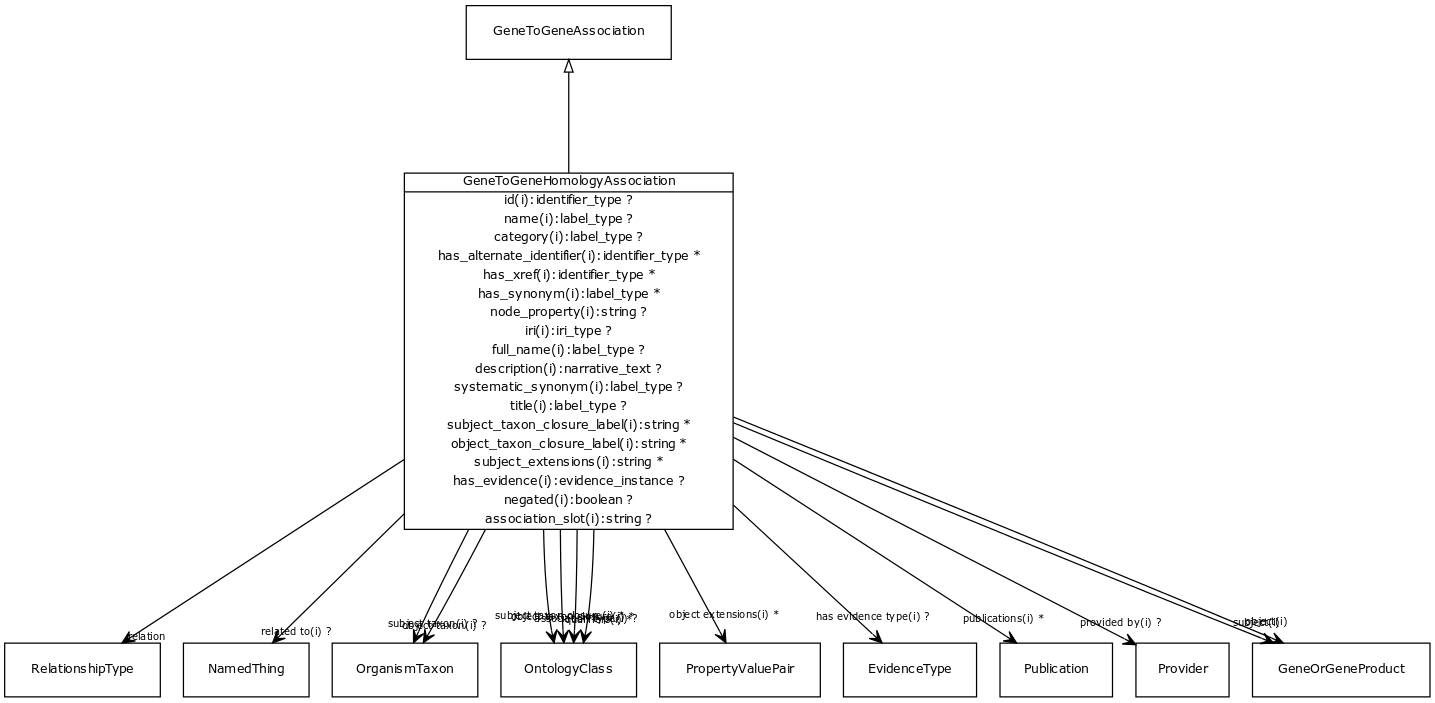 GeneToGeneAssociation
GeneToGeneHomologyAssociation
id(i):identifier_type ?
name(i):label_type ?
category(i):label_type ?
has_alternate_identifier(i):identifier_type *
has_xref(i):identifier_type *
has_synonym(i):label_type *
node_property(i):string ?
iri(i):iri_type ?
full_name(i):label_type ?
description(i):narrative_text ?
systematic_synonym(i):label_type ?
title(i):label_type ?
subject_taxon_closure_label(i):string *
object_taxon_closure_label(i):string *
subject_extensions(i):string *
has_evidence(i):evidence_instance ?
negated(i):boolean ?
association_slot(i):string ?
relation
related to(i) ?
subject taxon(i) ?
object taxon(i) ?
object extensions(i) *
has evidence type(i) ?
publications(i) *
provided by(i) ?
subject(i)
object(i)
RelationshipType
NamedThing
OrganismTaxon
OntologyClass
PropertyValuePair
EvidenceType
Publication
Provider
GeneOrGeneProduct